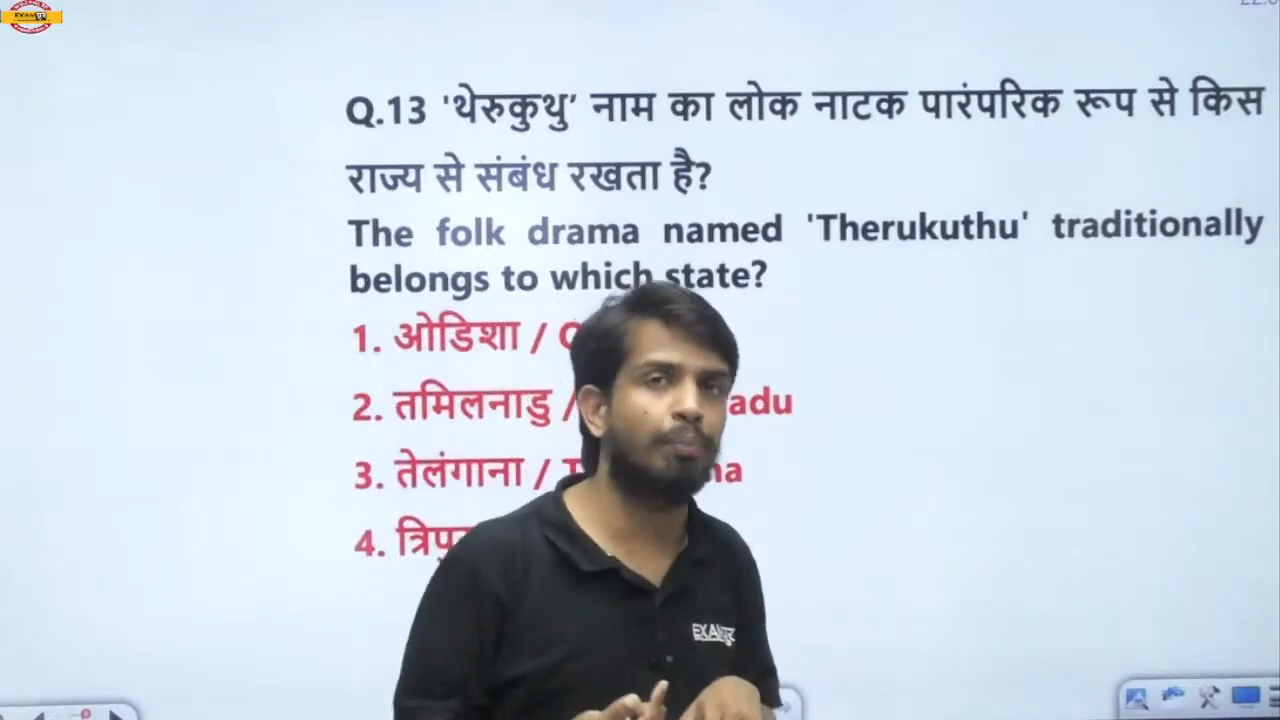 Q.13 'थेरुकुथु’ नाम का लोक नाटक पारंपरिक रूप से किस
राज्य से संबंध रखता है?
The folk drama named 'Therukuthu' traditionally
belongs to which state?
1. ओडिशा /
2. तमिलनाडु / adu
3. तेलंगाना /
4.